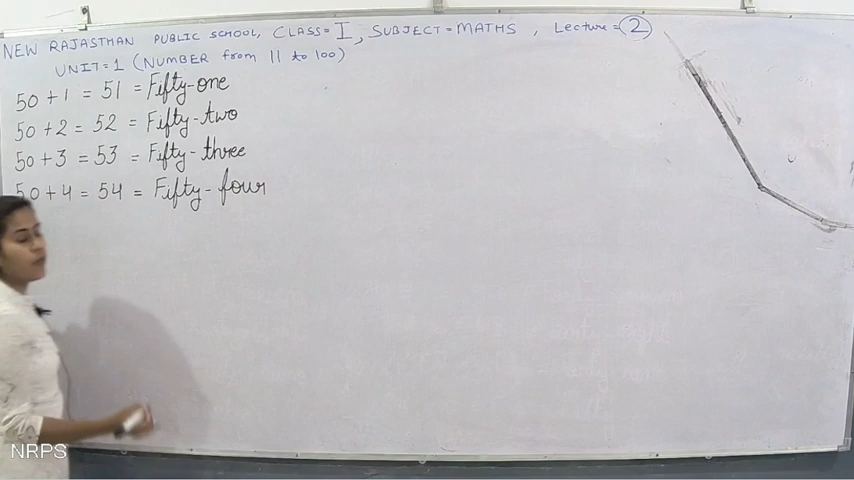 NEW RAJASTHAN PUBLIC SCHOOL, CLASS=I, SUBJECT=MATHS, Lecture=2
UNIT=1 (NUMBER from 11 to 100)
50+1 = 51 = Fifty-one
50+2 = 52 = Fifty-two
50+3 = 53 = Fifty-three
50+4 = 54 = Fifty-four
NRPS